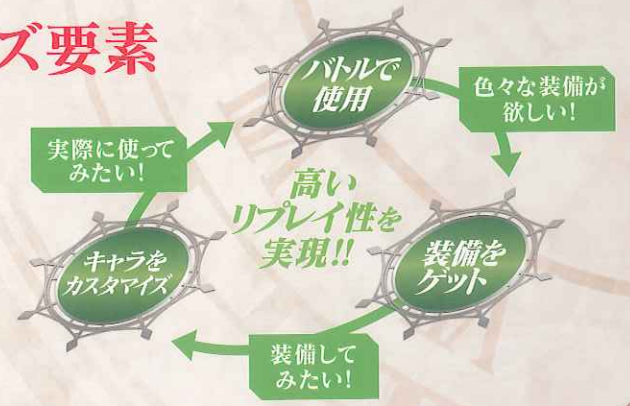 ズ要素
バトルで
使用
色々な装備が
欲しい!
実際に使って
みたい!
高い
リプレイ性を
実現!!
キャラを
カスタマイズ
装備を
ゲット
装備して
みたい!